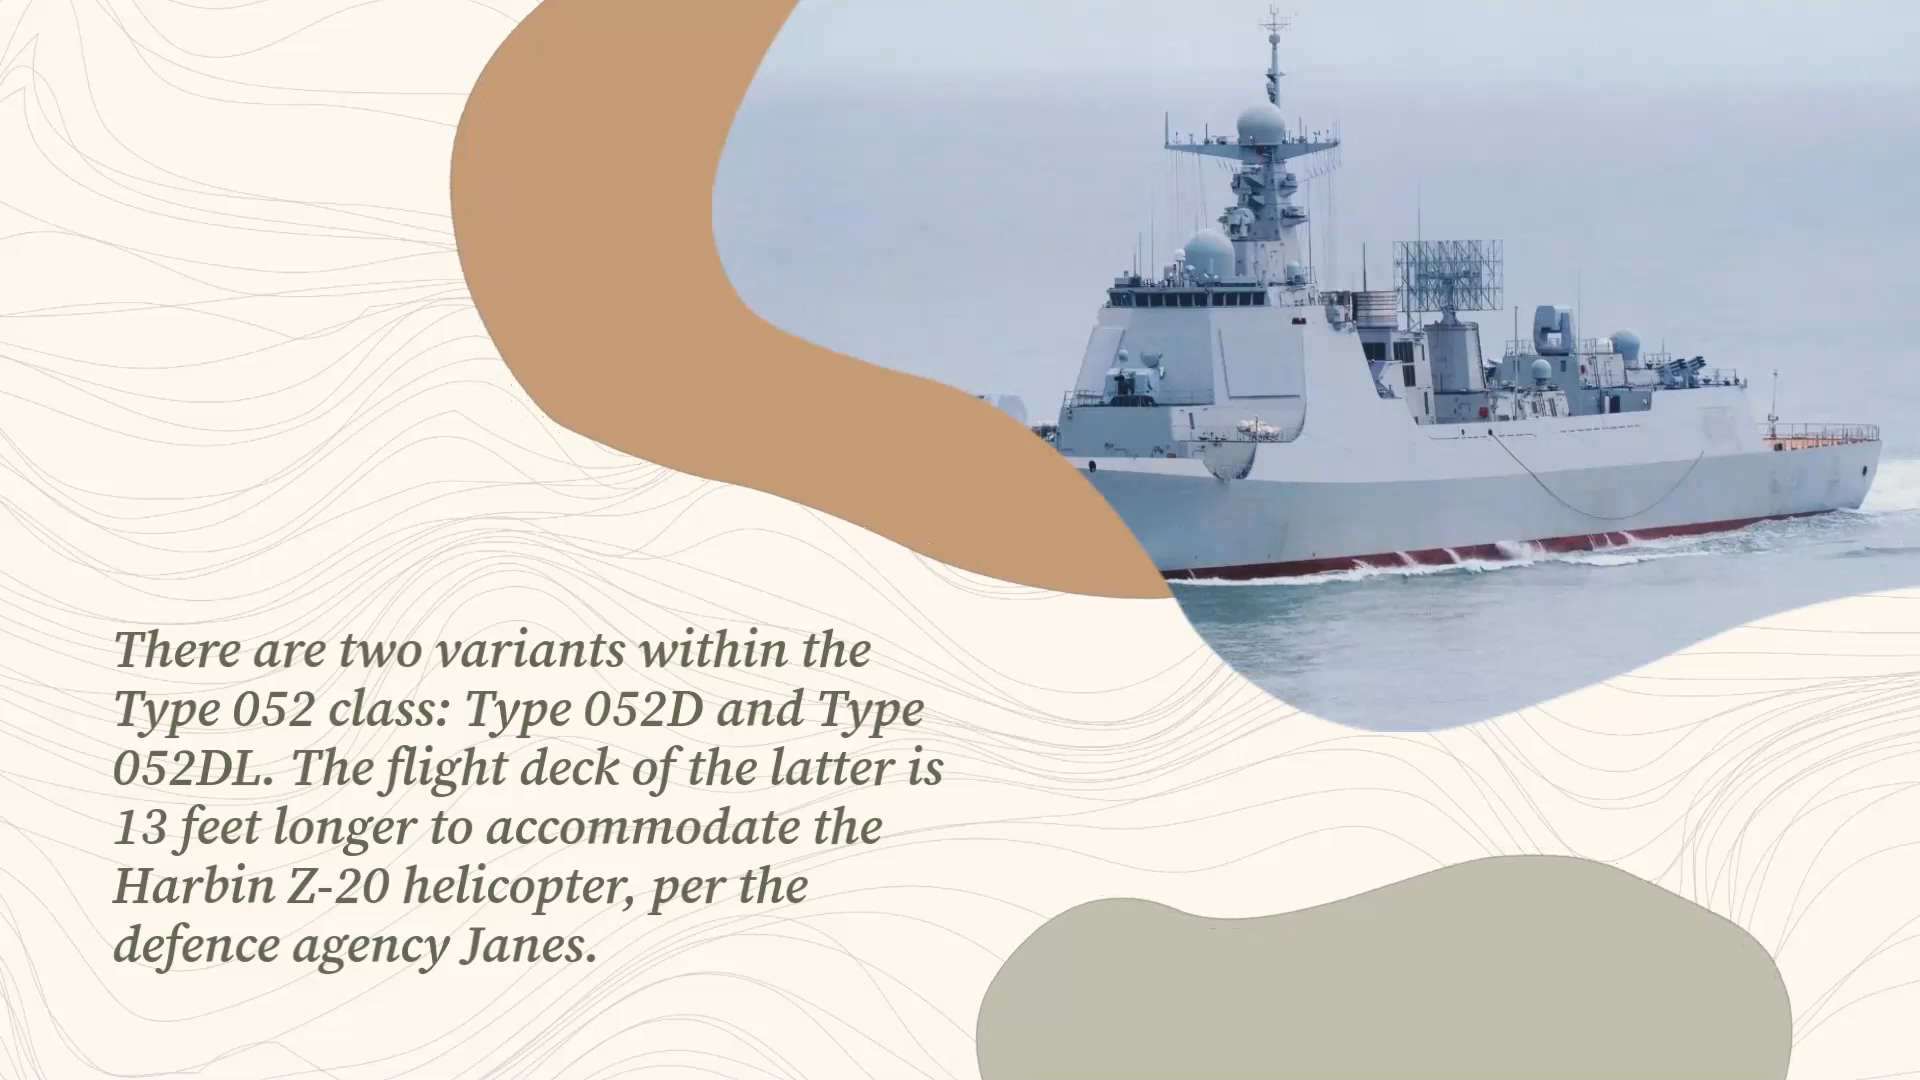 There are two variants within the
Type 052 class: Type 052D and Type
052DL. The flight deck of the latter is
13 feet longer to accommodate the
Harbin Z-20 helicopter, per the
defence agency Janes.